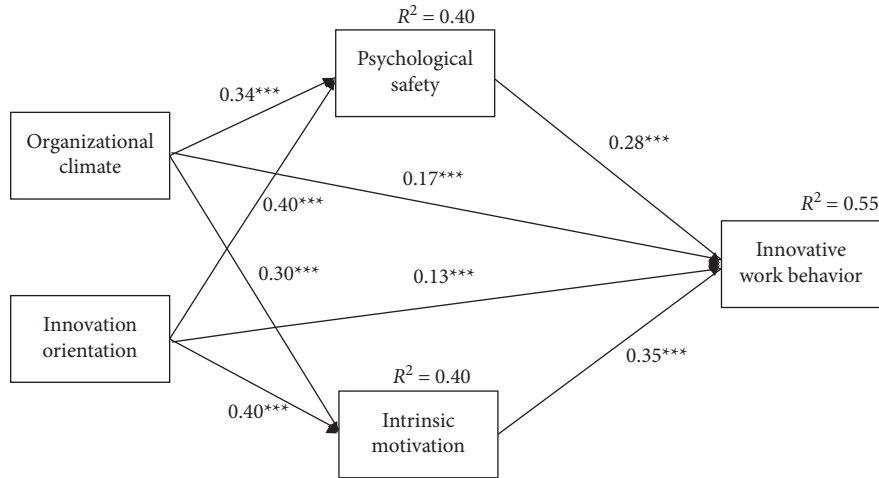 R² = 0.40
Psychological
safety
0.34***
Organizational
climate
0.28***
0.17***
0.40***
R² = 0.55
Innovative
work behavior
0.30***
0.13***
Innovation
orientation
0.35***
R² = 0.40
0.40***
Intrinsic
motivation